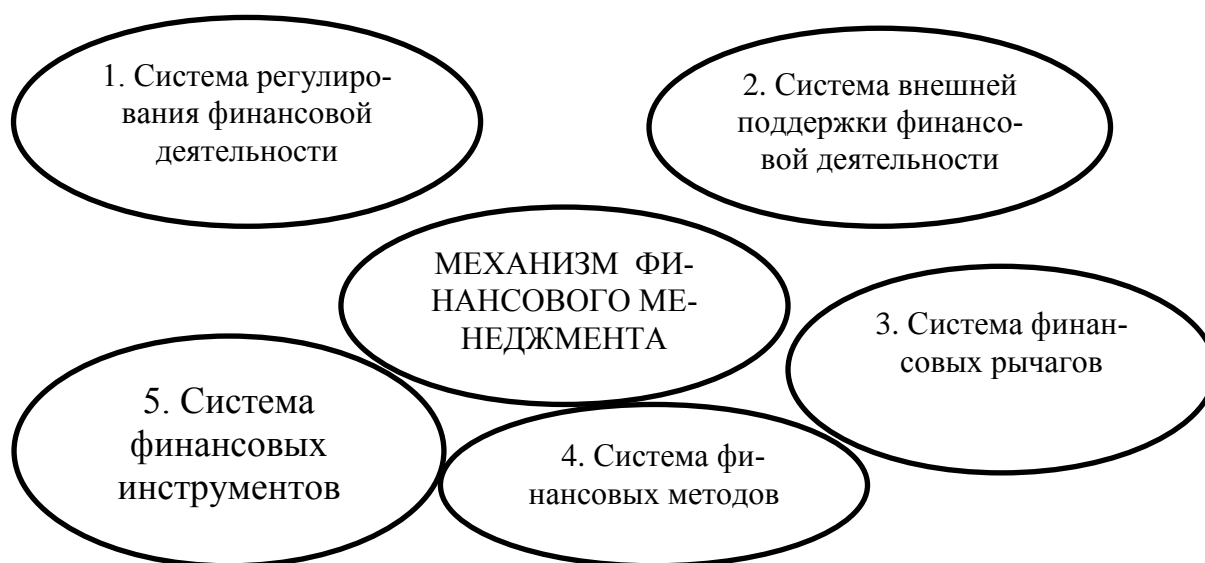 1. Система регулиро-
вания финансовой
деятельности
2. Система внешней
поддержки финансо-
вой деятельности
МЕХАНИЗМ ФИ-
НАНСОВОГО МЕ-
НЕДЖМЕНТА
3. Система финан-
совых рычагов
5. Система
финансовых
инструментов
4. Система фи-
нансовых методов